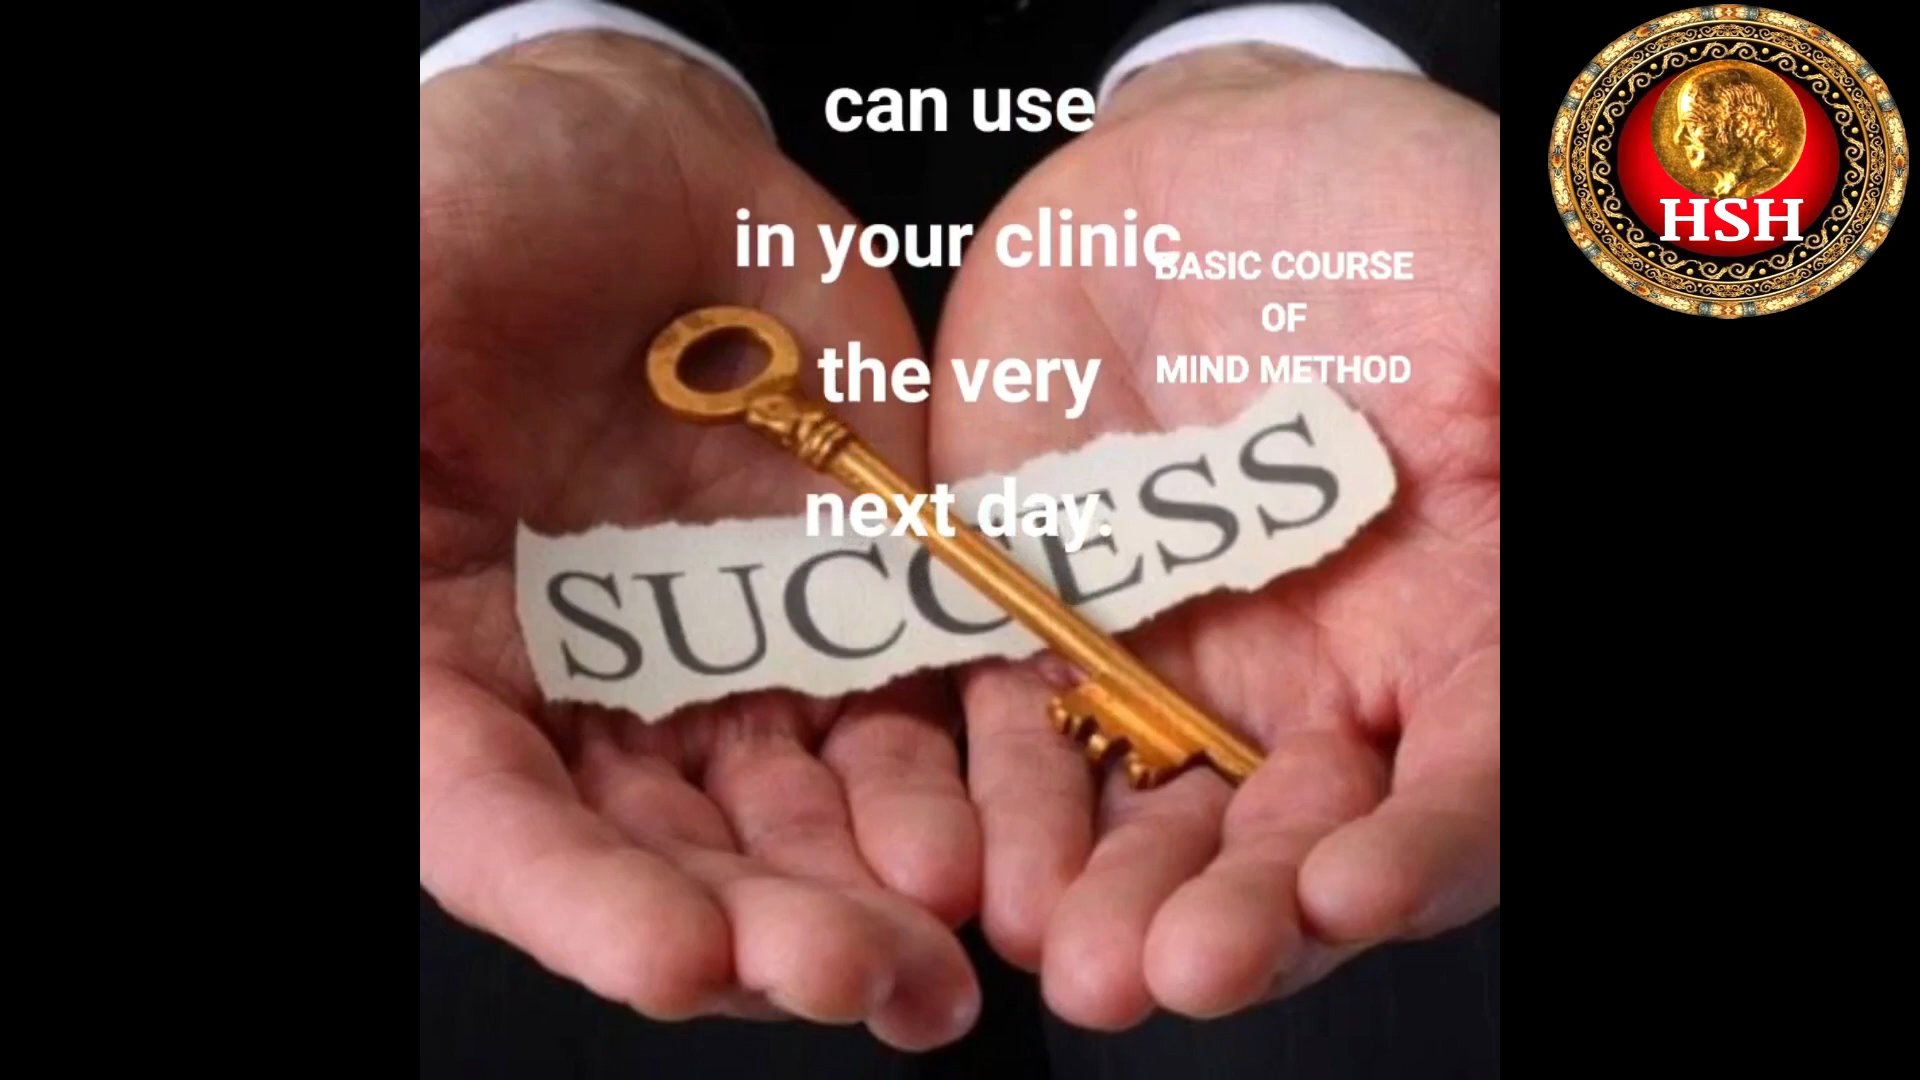 can use
in your clinic
the very
next day.
BASIC COURSE
OF
MIND METHOD
SUCCESS
HSH